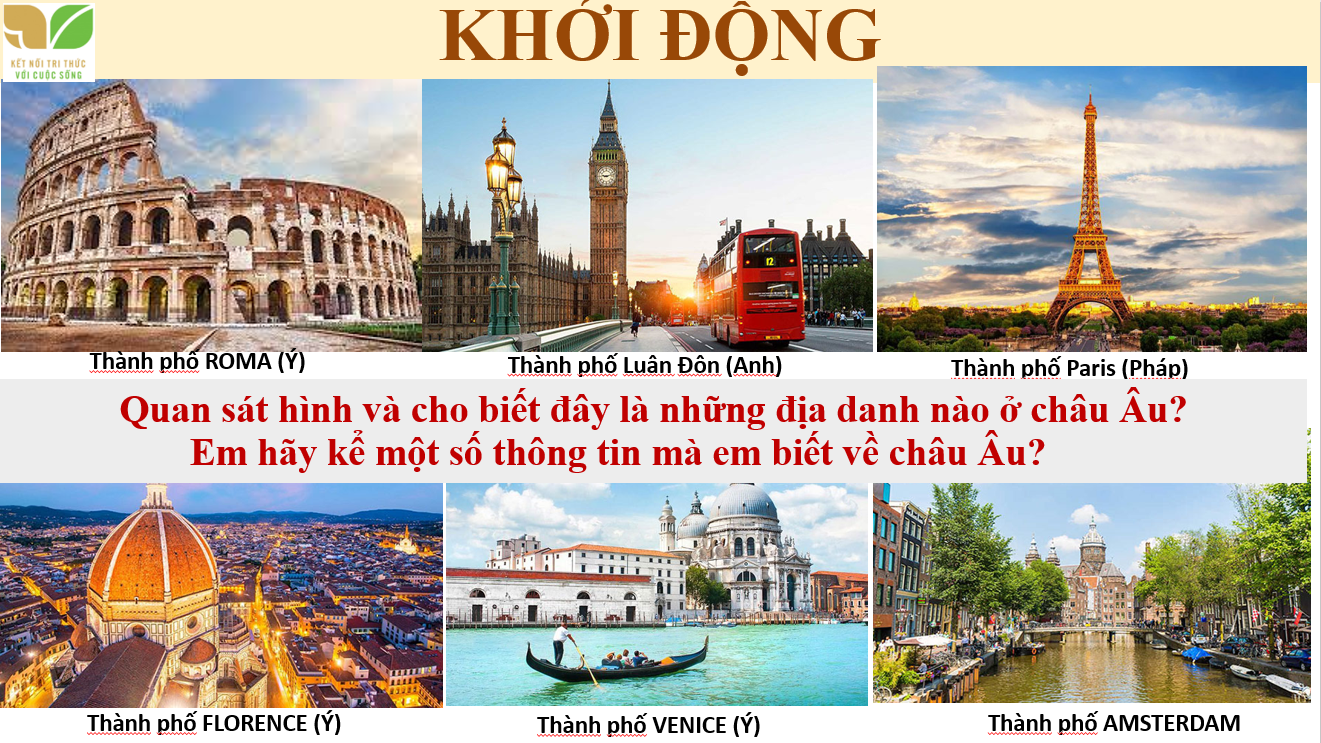 KHỞI ĐỘNG
KẾT NỐI TRI THỨC
VỚI CUỘC SỐNG
12
Thành phố ROMA (Ý)
Thành phố Luân Đôn (Anh)
Thành phố Paris (Pháp)
Quan sát hình và cho biết đây là những địa danh nào ở châu Âu?
Em hãy kể một số thông tin mà em biết về châu Âu?
Thành phố FLORENCE (Ý)
Thành phố VENICE (Ý)
Thành phố AMSTERDAM